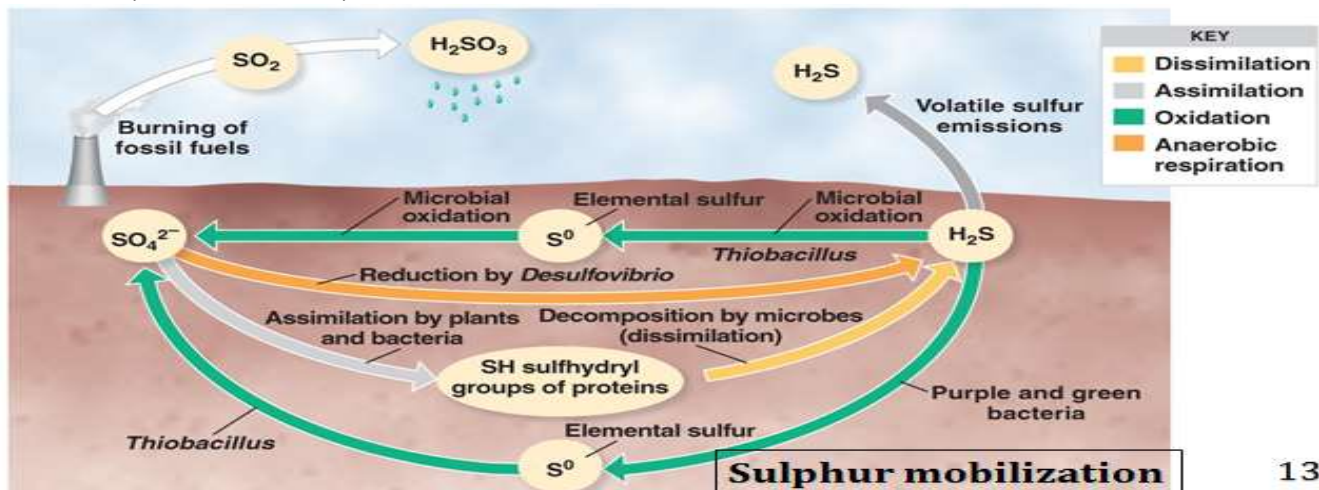 SO₂
H₂SO₃
Burning of
fossil fuels
H₂S
Volatile sulfur
emissions
KEY
Dissimilation
Assimilation
Oxidation
Anaerobic
respiration
Microbial
oxidation
Elemental sulfur
Microbial
oxidation
SO₄²⁻
S⁰
Thiobacillus
H₂S
Reduction by Desulfovibrio
Assimilation by plants
and bacteria
Decomposition by microbes
(dissimilation)
SH sulfhydryl
groups of proteins
Purple and green
bacteria
Thiobacillus
Elemental sulfur
S⁰
Sulphur mobilization
13